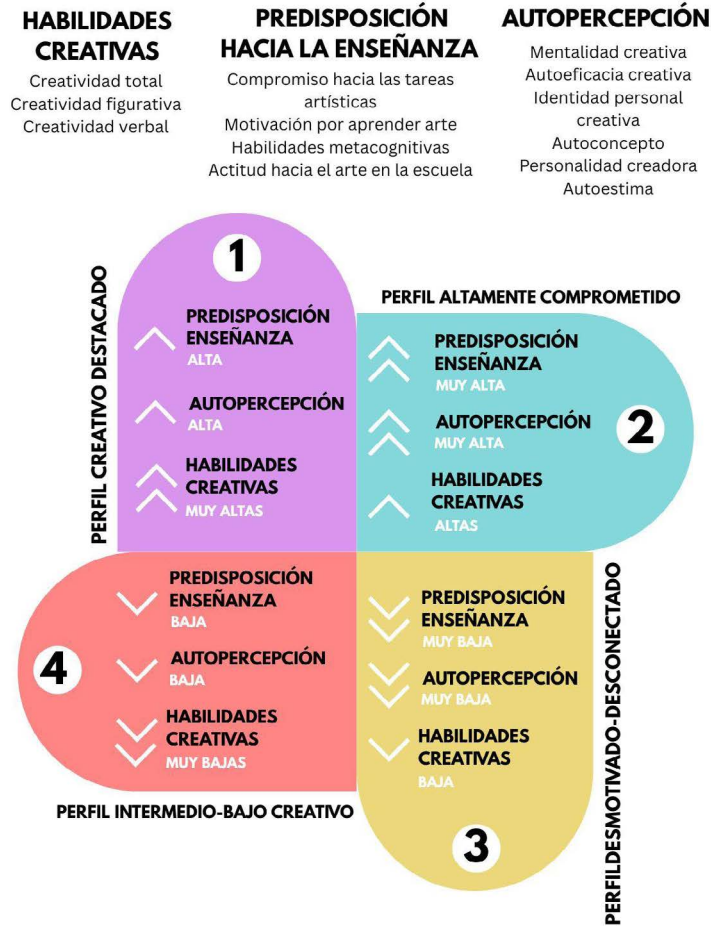 HABILIDADES
CREATIVAS
Creatividad total
Creatividad figurativa
Creatividad verbal
PREDISPOSICIÓN
HACIA LA ENSEÑANZA
Compromiso hacia las tareas
artísticas
Motivación por aprender arte
Habilidades metacognitivas
Actitud hacia el arte en la escuela
AUTOPERCEPCIÓN
Mentalidad creativa
Autoeficacia creativa
Identidad personal
creativa
Autoconcepto
Personalidad creadora
Autoestima
PERFIL CREATIVO DESTACADO
1
PREDISPOSICIÓN
ENSEÑANZA
ALTA
AUTOPERCEPCIÓN
ALTA
HABILIDADES
CREATIVAS
MUY ALTAS
PERFIL ALTAMENTE COMPROMETIDO
PREDISPOSICIÓN
ENSEÑANZA
MUY ALTA
AUTOPERCEPCIÓN
MUY ALTA
2
HABILIDADES
CREATIVAS
ALTAS
4
PREDISPOSICIÓN
ENSEÑANZA
BAJA
AUTOPERCEPCIÓN
BAJA
HABILIDADES
CREATIVAS
MUY BAJAS
PERFIL INTERMEDIO-BAJO CREATIVO
PREDISPOSICIÓN
ENSEÑANZA
MUY BAJA
AUTOPERCEPCIÓN
MUY BAJA
HABILIDADES
CREATIVAS
BAJA
3
PERFILDESMOTIVADO-DESCONECTADO